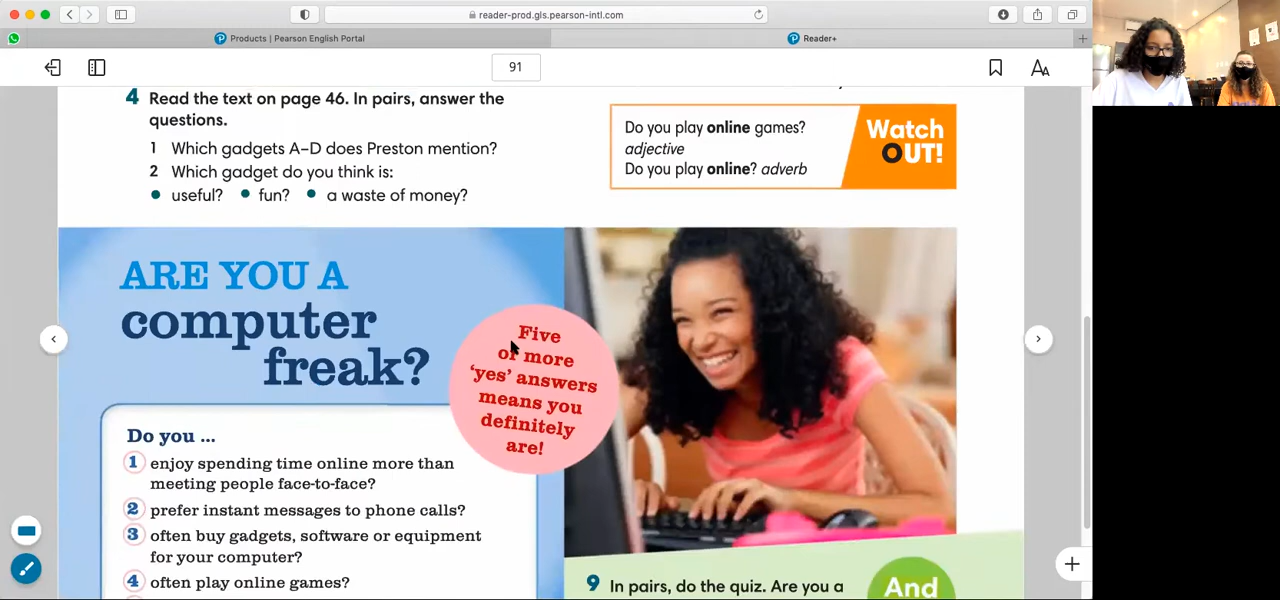 reader-prod.gls.pearson-intl.com
Products | Pearson English Portal
Reader+
91
AA
4 Read the text on page 46. In pairs, answer the
questions.
1 Which gadgets A–D does Preston mention?
2 Which gadget do you think is:
• useful? • fun? • a waste of money?
Do you play online games?
adjective
Do you play online? adverb
Watch
OUT!
ARE YOU A
computer
freak?
Five
or more
‘yes’ answers
means you
definitely
are!
Do you ...
1 enjoy spending time online more than
meeting people face-to-face?
2 prefer instant messages to phone calls?
3 often buy gadgets, software or equipment
for your computer?
4 often play online games?
9 In pairs, do the quiz. Are you a
And